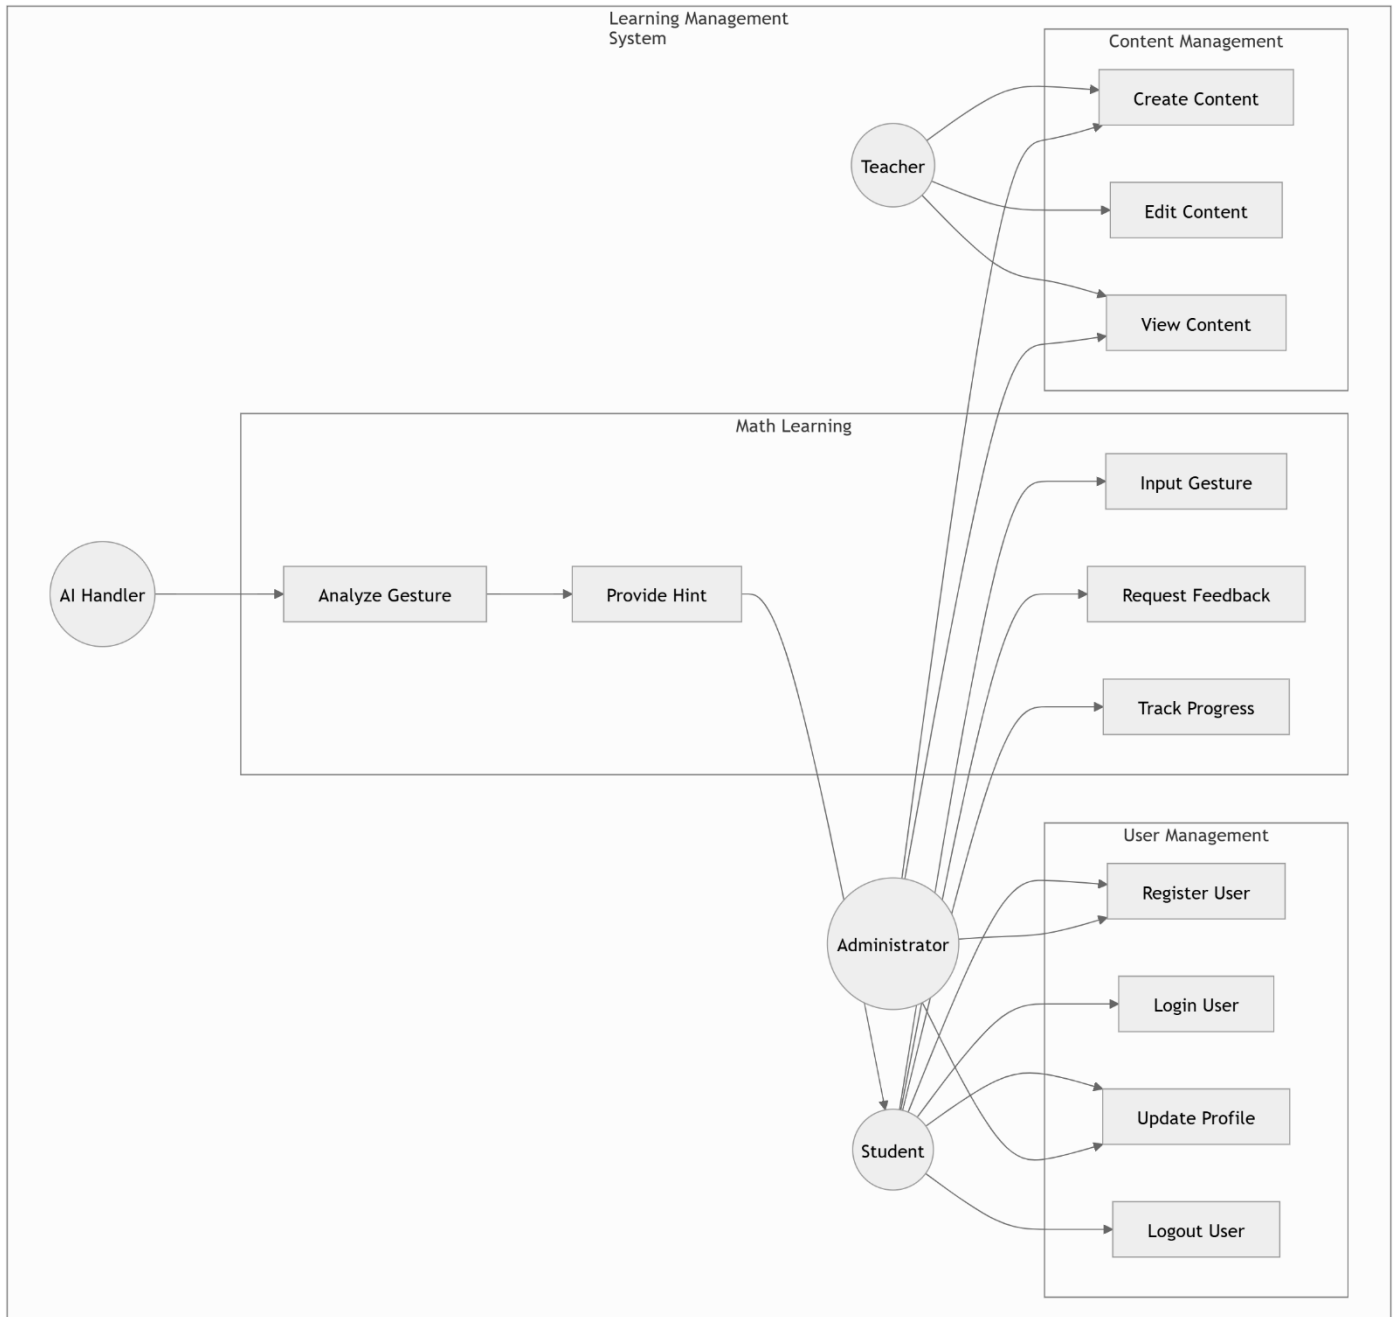 Learning Management
System
Content Management
Create Content
Teacher
Edit Content
View Content
Math Learning
Input Gesture
AI Handler
Analyze Gesture
Provide Hint
Request Feedback
Track Progress
User Management
Register User
Administrator
Login User
Update Profile
Student
Logout User